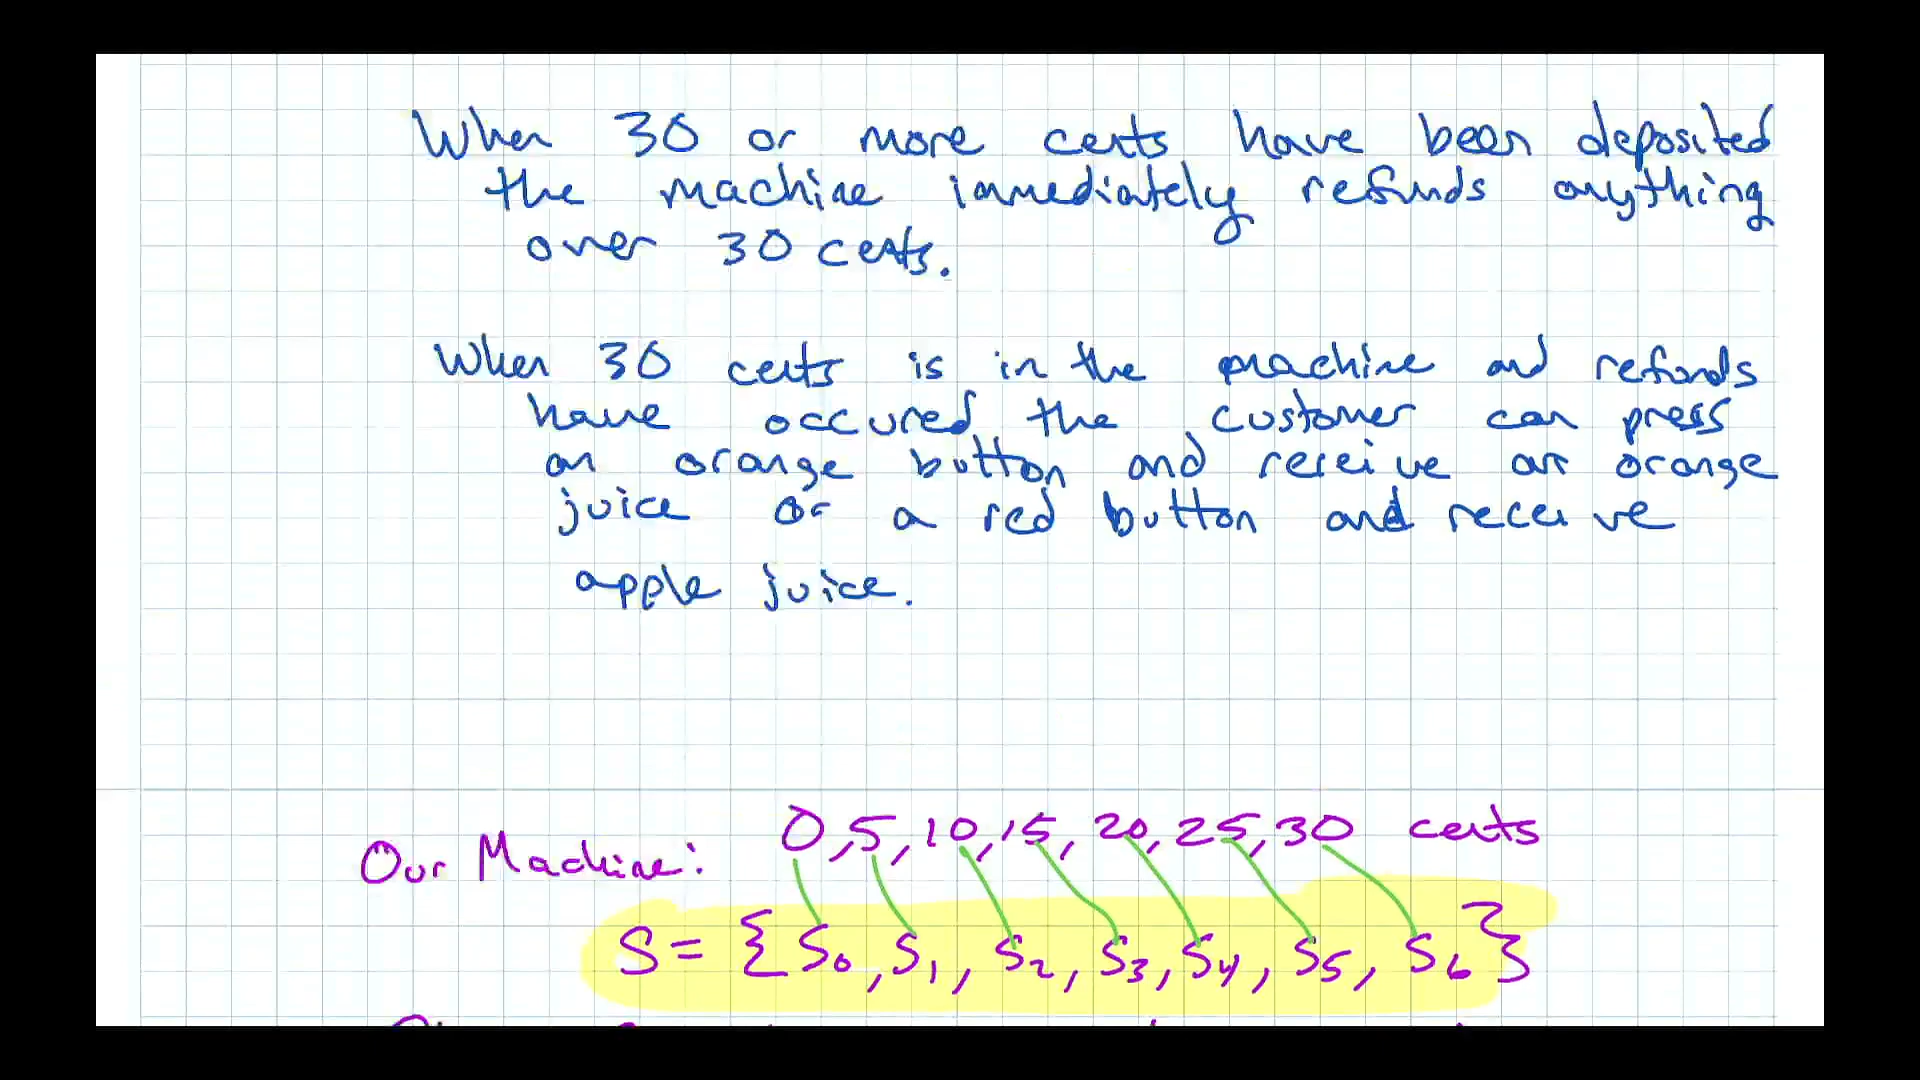 When 30 or more cents have been deposited
the machine immediately refunds anything
over 30 cents.
When 30 cents is in the machine and refunds
have occured the customer can press
an orange button and receive an orange
juice or a red button and receive
apple juice.
0, 5, 10, 15, 20, 25, 30 cents
Our Machine:
S = {S0, S1, S2, S3, S4, S5, S6}